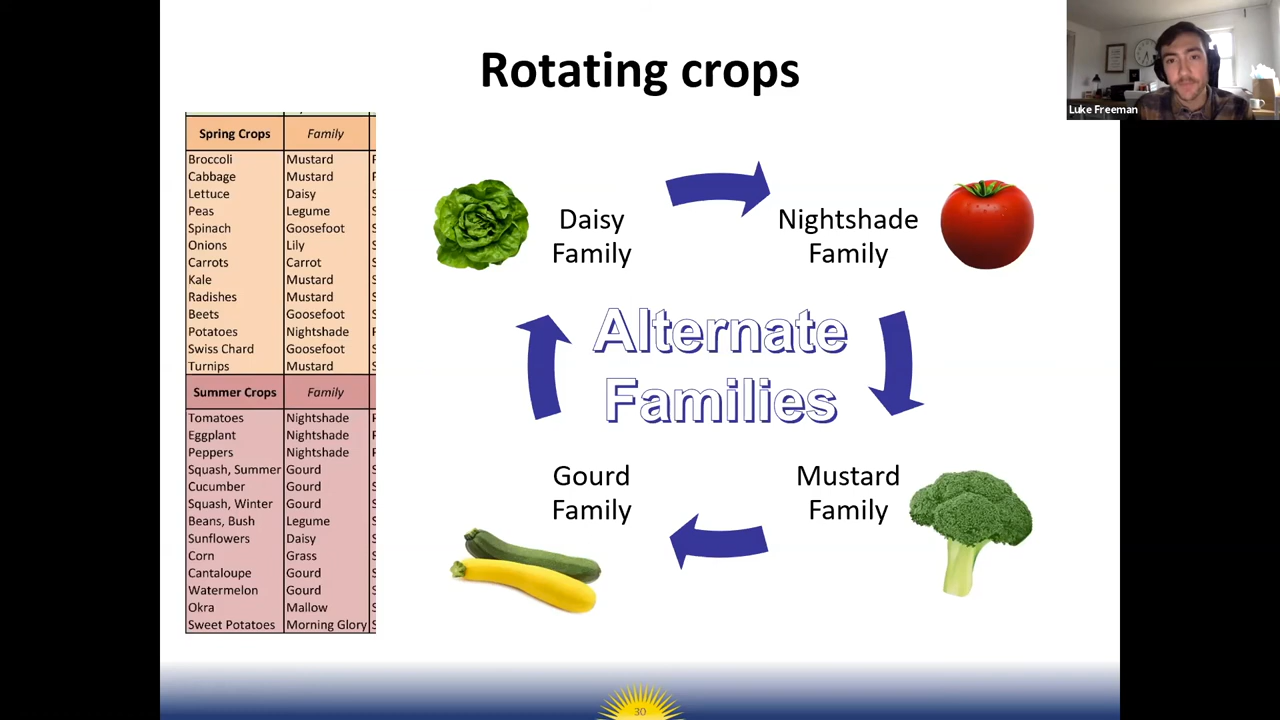 Rotating crops
Luke Freeman
Spring Crops Family
Broccoli Mustard
Cabbage Mustard
Lettuce Daisy
Peas Legume
Spinach Goosefoot
Onions Lily
Carrots Carrot
Kale Mustard
Radishes Mustard
Beets Goosefoot
Potatoes Nightshade
Swiss Chard Goosefoot
Turnips Mustard
Summer Crops Family
Tomatoes Nightshade
Eggplant Nightshade
Peppers Nightshade
Squash, Summer Gourd
Cucumber Gourd
Squash, Winter Gourd
Beans, Bush Legume
Sunflowers Daisy
Corn Grass
Cantaloupe Gourd
Watermelon Gourd
Okra Mallow
Sweet Potatoes Morning Glory
Daisy
Family
Nightshade
Family
Alternate
Families
Gourd
Family
Mustard
Family
30